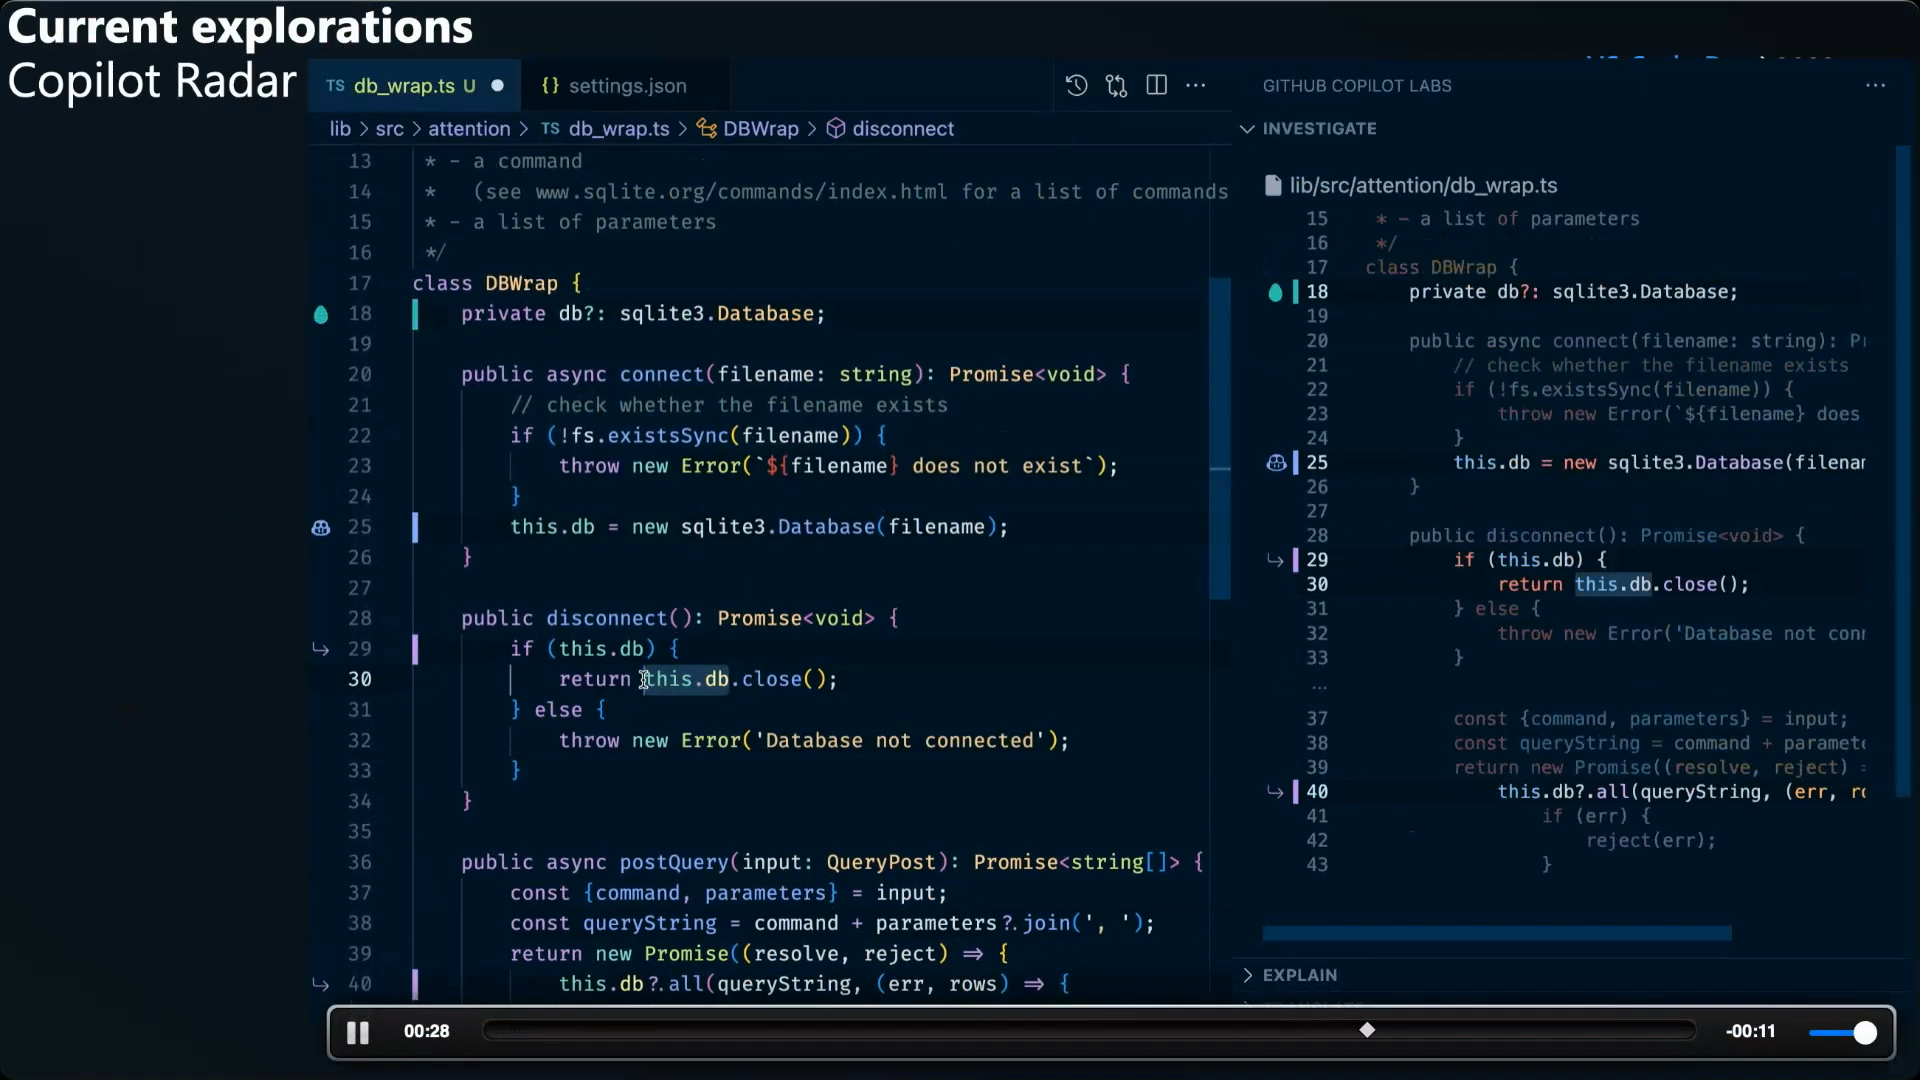 Current explorations
Copilot Radar
TS db_wrap.ts U
{} settings.json
lib > src > attention > TS db_wrap.ts > DBWrap > disconnect
13 * - a command
14 * (see www.sqlite.org/commands/index.html for a list of commands
15 * - a list of parameters
16 */
17 class DBWrap {
18 private db?: sqlite3.Database;
19
20 public async connect(filename: string): Promise<void> {
21 // check whether the filename exists
22 if (!fs.existsSync(filename)) {
23 throw new Error(`${filename} does not exist`);
24 }
25 this.db = new sqlite3.Database(filename);
26 }
27
28 public disconnect(): Promise<void> {
29 if (this.db) {
30 return this.db.close();
31 } else {
32 throw new Error('Database not connected');
33 }
34 }
35
36 public async postQuery(input: QueryPost): Promise<string[]> {
37 const {command, parameters} = input;
38 const queryString = command + parameters?.join(', ');
39 return new Promise((resolve, reject) => {
40 this.db?.all(queryString, (err, rows) => {
GITHUB COPILOT LABS
INVESTIGATE
lib/src/attention/db_wrap.ts
15 * - a list of parameters
16 */
17 class DBWrap {
18 private db?: sqlite3.Database;
19
20 public async connect(filename: string):
21 // check whether the filename exists
22 if (!fs.existsSync(filename)) {
23 throw new Error(`${filename} does
24 }
25 this.db = new sqlite3.Database(filenam
26 }
27
28 public disconnect(): Promise<void> {
29 if (this.db) {
30 return this.db.close();
31 } else {
32 throw new Error('Database not conn
33 }
...
37 const {command, parameters} = input;
38 const queryString = command + paramete
39 return new Promise((resolve, reject) =
40 this.db?.all(queryString, (err, ro
41 if (err) {
42 reject(err);
43 }
EXPLAIN
00:28
-00:11